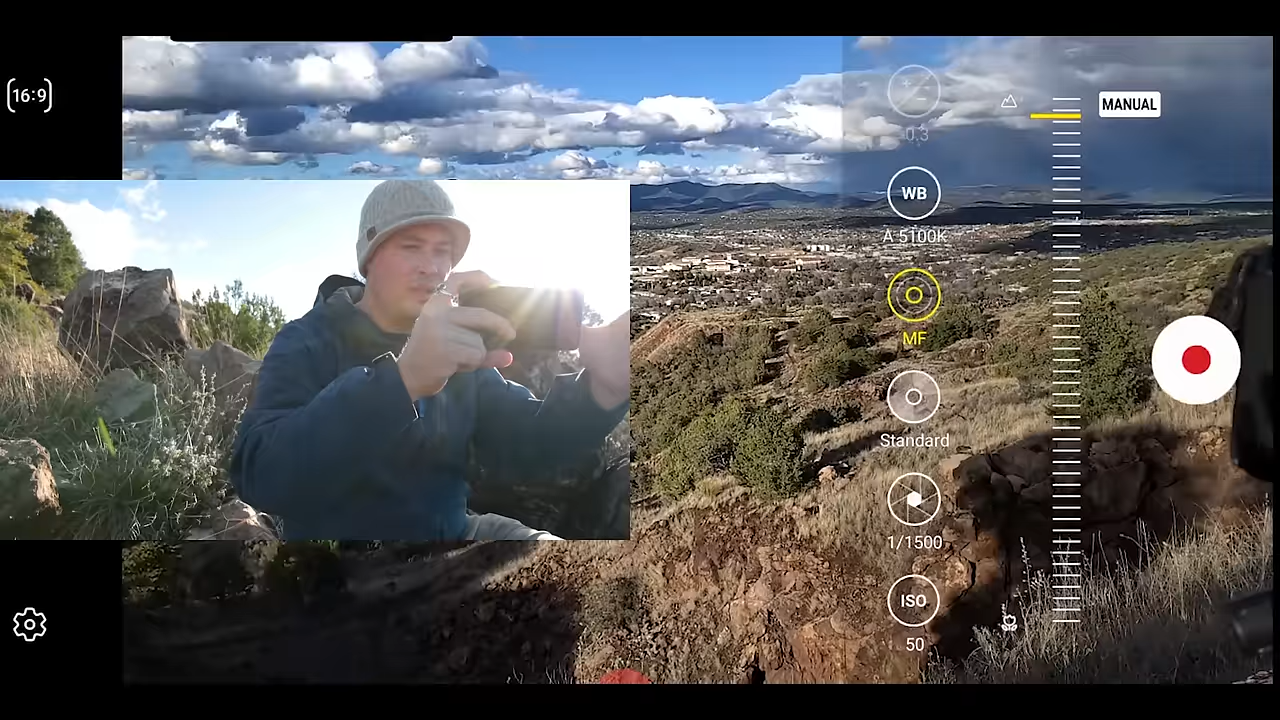 16:9
-0.3
MANUAL
WB
A 5100K
MF
Standard
1/1500
ISO
50